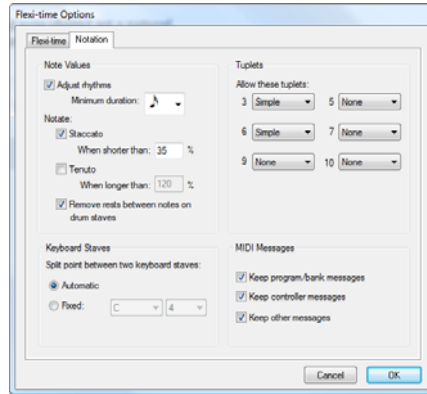 Flexi-time Options
Flexi-time Notation
Note Values
Adjust rhythms
Minimum duration:
Notate:
Staccato
When shorter than: 35 %
Tenuto
When longer than: 120 %
Remove rests between notes on
drum staves
Tuplets
Allow these tuplets:
3 Simple 5 None
6 Simple 7 None
9 None 10 None
Keyboard Staves
Split point between two keyboard staves:
Automatic
Fixed: C 4
MIDI Messages
Keep program/bank messages
Keep controller messages
Keep other messages
Cancel OK